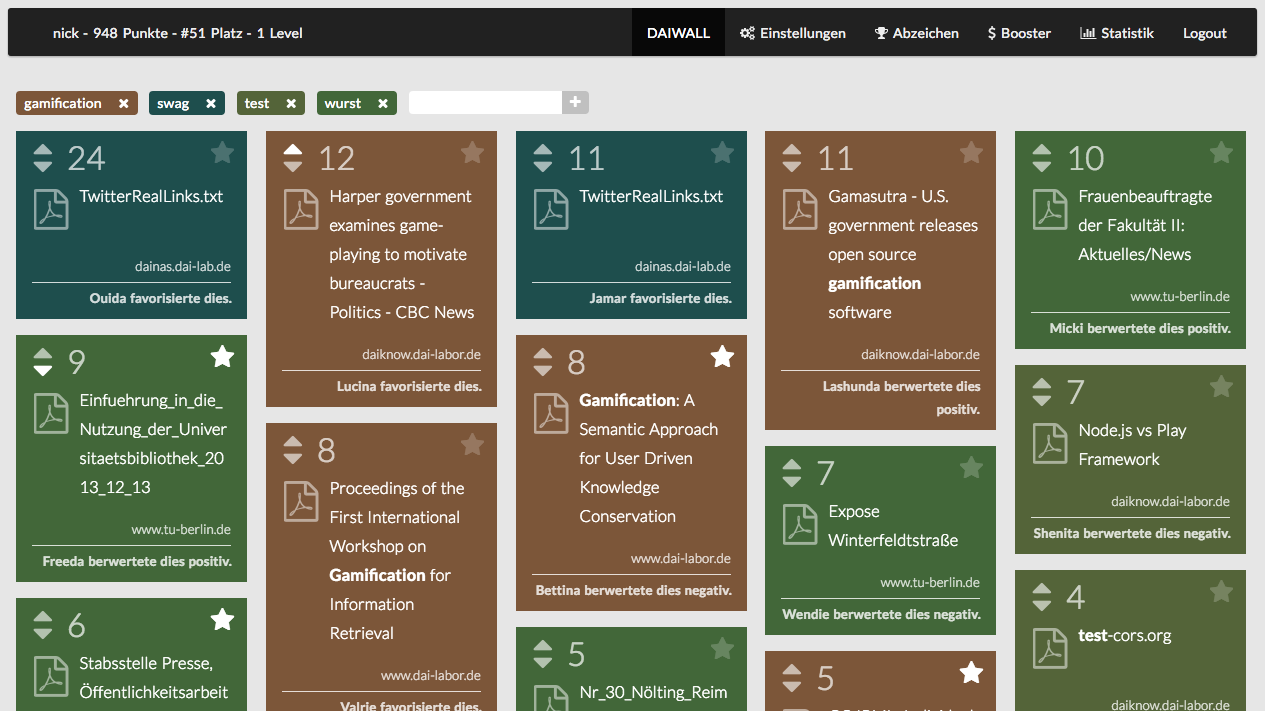 nick - 948 Punkte - #51 Platz - 1 Level
DAIWALL
Einstellungen
Abzeichen
Booster
Statistik
Logout
gamification
swag
test
wurst
24
TwitterRealLinks.txt
dainas.dai-lab.de
Ouida favorisierte dies.
9
Einfuehrung_in_die_
Nutzung_der_Univer
sitaetsbibliothek_20
13_12_13
www.tu-berlin.de
Freeda berwertete dies positiv.
6
Stabsstelle Presse,
Öffentlichkeitsarbeit
12
Harper government
examines game-
playing to motivate
bureaucrats -
Politics - CBC News
daiknow.dai-labor.de
Lucina favorisierte dies.
8
Proceedings of the
First International
Workshop on
Gamification for
Information
Retrieval
www.dai-labor.de
Valrie favorisierte dies.
11
TwitterRealLinks.txt
dainas.dai-lab.de
Jamar favorisierte dies.
8
Gamification: A
Semantic Approach
for User Driven
Knowledge
Conservation
www.dai-labor.de
Bettina berwertete dies negativ.
5
Nr_30_Nölting_Reim
11
Gamasutra - U.S.
government releases
open source
gamification
software
daiknow.dai-labor.de
Lashunda berwertete dies
positiv.
7
Expose
Winterfeldtstraße
www.tu-berlin.de
Wendie berwertete dies negativ.
5
10
Frauenbeauftragte
der Fakultät II:
Aktuelles/News
www.tu-berlin.de
Micki berwertete dies positiv.
7
Node.js vs Play
Framework
daiknow.dai-labor.de
Shenita berwertete dies negativ.
4
test-cors.org
daiknow.dai-labor.de